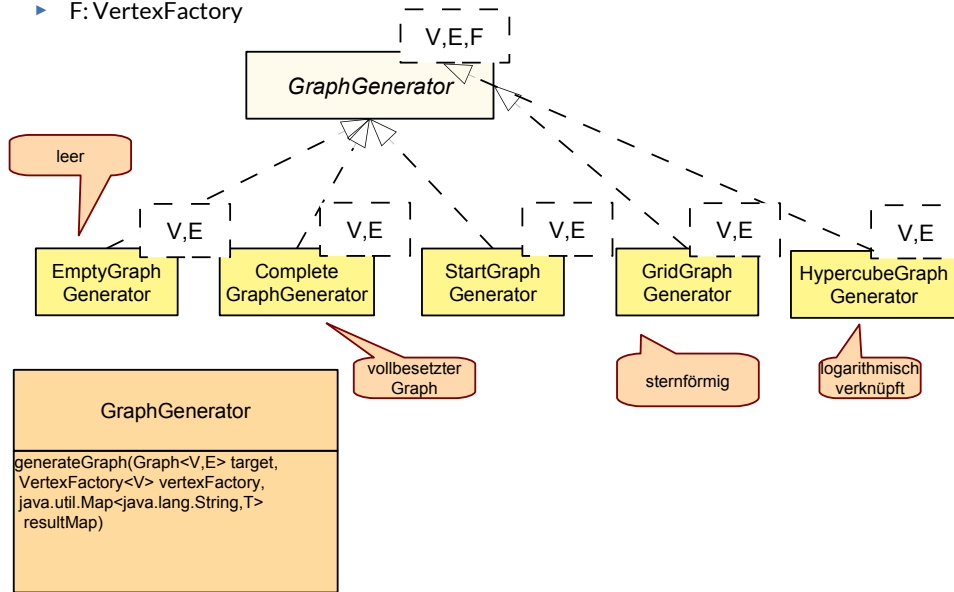 ▸ F: VertexFactory
V,E,F
GraphGenerator
leer
V,E
V,E
V,E
V,E
V,E
EmptyGraph
Generator
Complete
GraphGenerator
StartGraph
Generator
GridGraph
Generator
HypercubeGraph
Generator
vollbesetzter
Graph
sternförmig
logarithmisch
verknüpft
GraphGenerator
generateGraph(Graph<V,E> target,
VertexFactory<V> vertexFactory,
java.util.Map<java.lang.String,T>
resultMap)